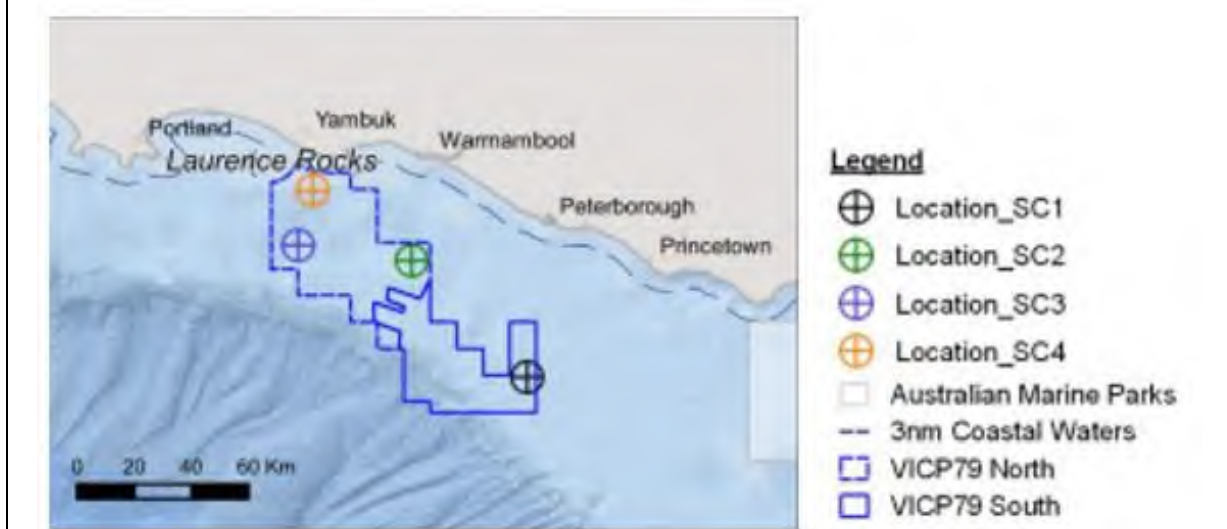 Portland
Yambuk
Warrnambool
Laurence Rocks
Peterborough
Princetown
0 20 40 60 Km
Legend
Location_SC1
Location_SC2
Location_SC3
Location_SC4
Australian Marine Parks
3nm Coastal Waters
VICP79 North
VICP79 South